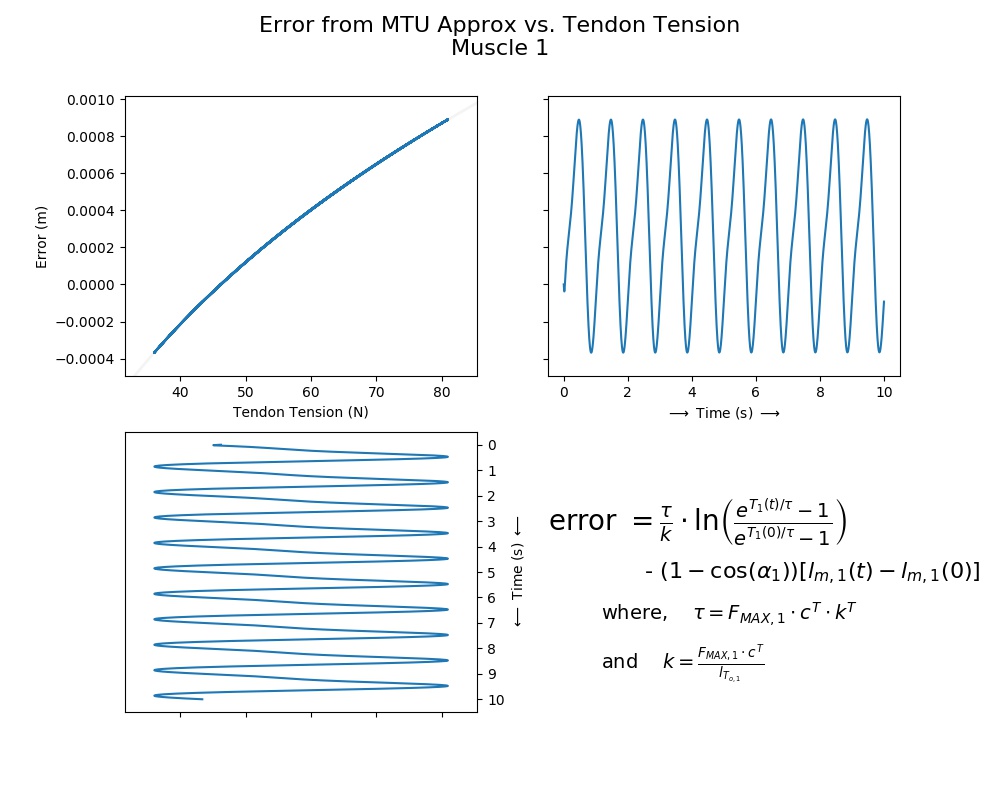 Error from MTU Approx vs. Tendon Tension
Muscle 1
0.0010
0.0008
0.0006
0.0004
0.0002
0.0000
−0.0002
−0.0004
Error (m)
40 50 60 70 80
Tendon Tension (N)
0 2 4 6 8 10
⟶ Time (s) ⟶
0
1
2
3
4
5
6
7
8
9
10
⟵ Time (s) ⟵
error = \frac{τ}{k} · ln(\frac{e^{T_1(t)/τ} − 1}{e^{T_1(0)/τ} − 1})
- (1 − cos(α_1))[l_{m,1}(t) − l_{m,1}(0)]
where, τ = F_{MAX,1} · c^T · k^T
and k = \frac{F_{MAX,1} · c^T}{l_{T_{o,1}}}